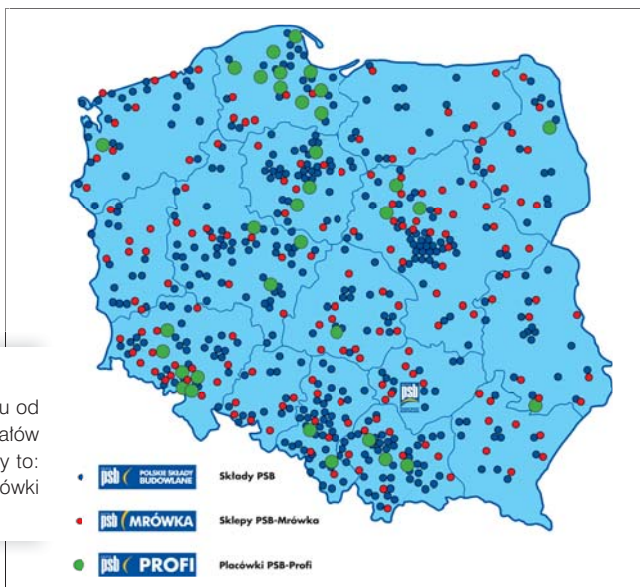 psb
u od
ałów
y to:
ówki
psb POLSKIE SKŁADY BUDOWLANE Składy PSB
psb MRÓWKA Sklepy PSB-Mrówka
psb PROFI Placówki PSB-Profi